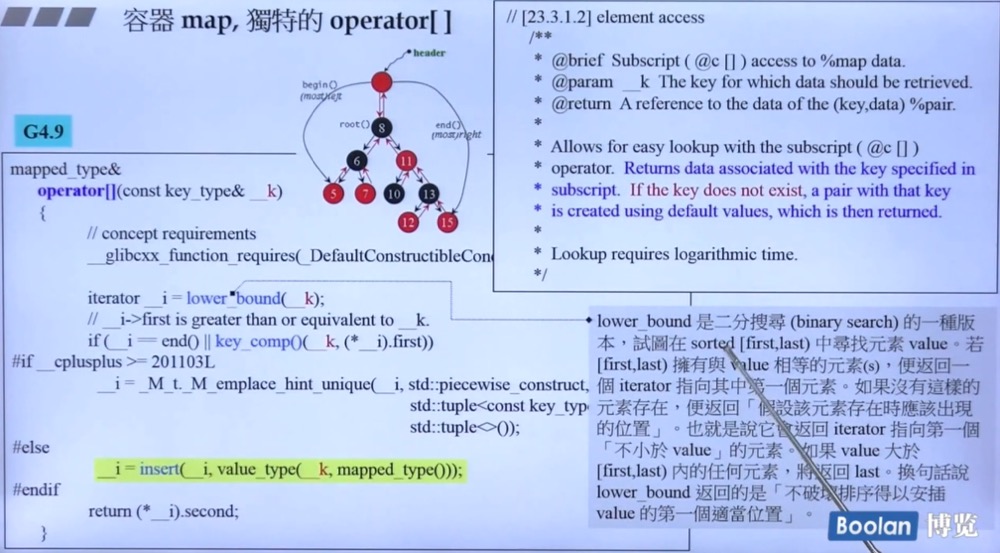 容器 map, 獨特的 operator[ ]
header
begin()
(most)left
root()
end()
(most)right
8
6
11
5
7
10
13
12
15
G4.9
mapped_type&
operator[](const key_type& __k)
{
// concept requirements
__glibcxx_function_requires(_DefaultConstructibleCon
iterator __i = lower_bound(__k);
// __i->first is greater than or equivalent to __k.
if (__i == end() || key_comp()(__k, (*__i).first))
#if __cplusplus >= 201103L
__i = _M_t._M_emplace_hint_unique(__i, std::piecewise_construct,
std::tuple<const key_typ
std::tuple<>());
#else
__i = insert(__i, value_type(__k, mapped_type()));
#endif
return (*__i).second;
}
// [23.3.1.2] element access
/**
* @brief Subscript ( @c [] ) access to %map data.
* @param __k The key for which data should be retrieved.
* @return A reference to the data of the (key,data) %pair.
*
* Allows for easy lookup with the subscript ( @c [] )
* operator. Returns data associated with the key specified in
* subscript. If the key does not exist, a pair with that key
* is created using default values, which is then returned.
*
* Lookup requires logarithmic time.
*/
lower_bound 是二分搜尋 (binary search) 的一種版
本，試圖在 sorted [first,last) 中尋找元素 value。若
[first,last) 擁有與 value 相等的元素(s)，便返回一
個 iterator 指向其中第一個元素。如果沒有這樣的
元素存在，便返回「假設該元素存在時應該出現
的位置」。也就是說它會返回 iterator 指向第一個
「不小於 value」的元素。如果 value 大於
[first,last) 內的任何元素，將返回 last。換句話說
lower_bound 返回的是「不破壞排序得以安插
value 的第一個適當位置」。
Boolan 博览